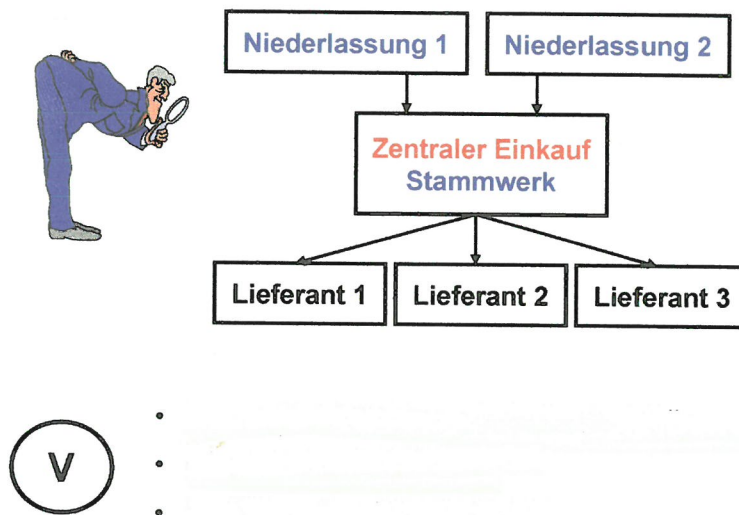 Niederlassung 1
Niederlassung 2
Zentraler Einkauf
Stammwerk
Lieferant 1
Lieferant 2
Lieferant 3
V
•
•
•